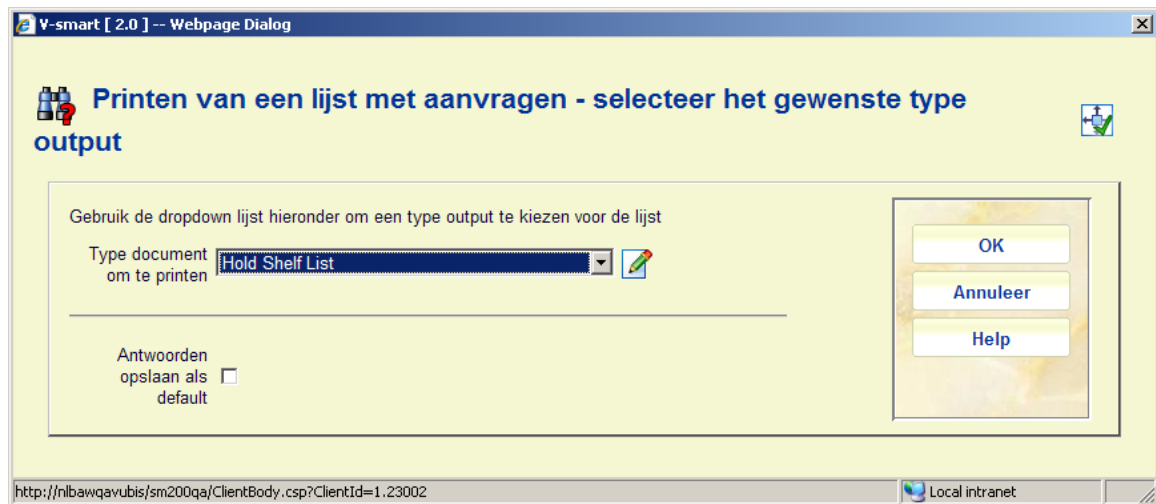 V-smart [ 2.0 ] -- Webpage Dialog
Printen van een lijst met aanvragen - selecteer het gewenste type
output
Gebruik de dropdown lijst hieronder om een type output te kiezen voor de lijst
Type document
om te printen
Hold Shelf List
Antwoorden
opslaan als
default
OK
Annuleer
Help
http://nlbawqavubis/sm200qa/ClientBody.csp?ClientId=1.23002
Local intranet